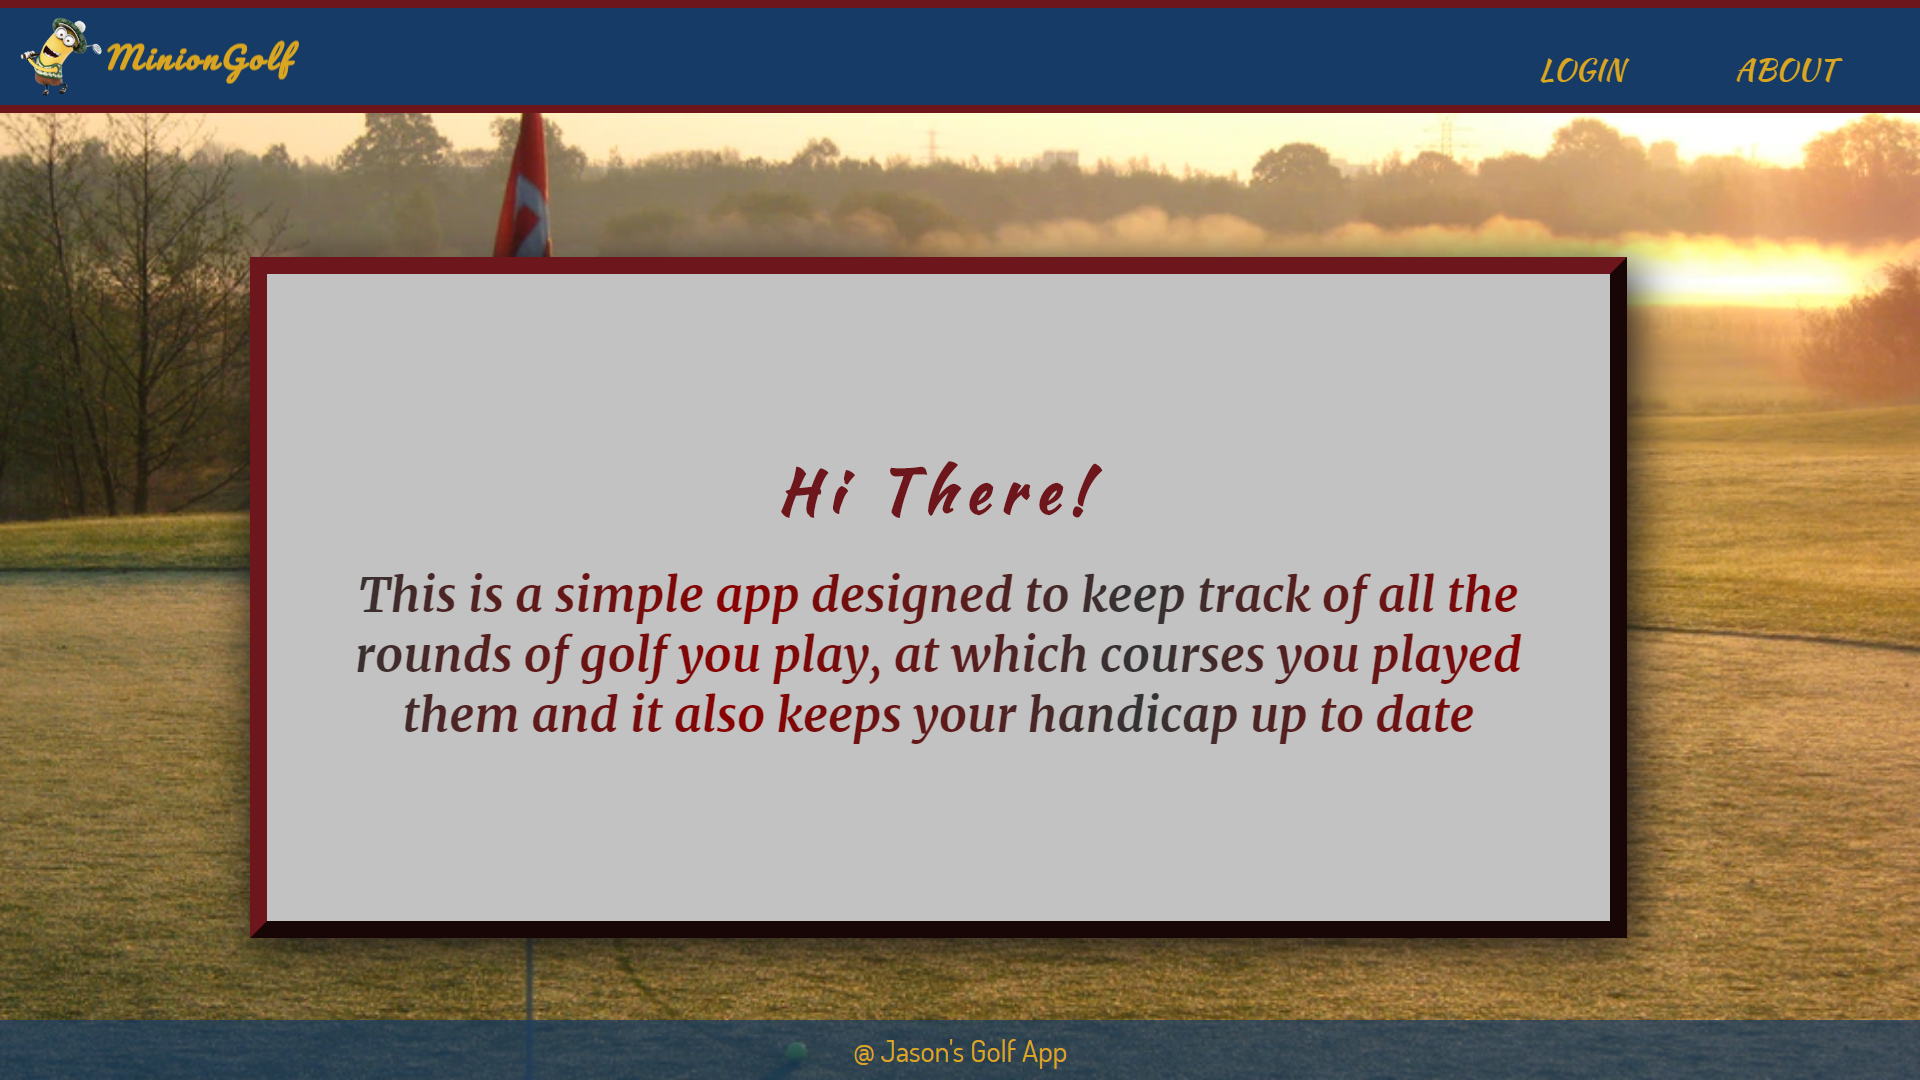 MinionGolf
LOGIN
ABOUT
Hi There!
This is a simple app designed to keep track of all the
rounds of golf you play, at which courses you played
them and it also keeps your handicap up to date
@ Jason's Golf App